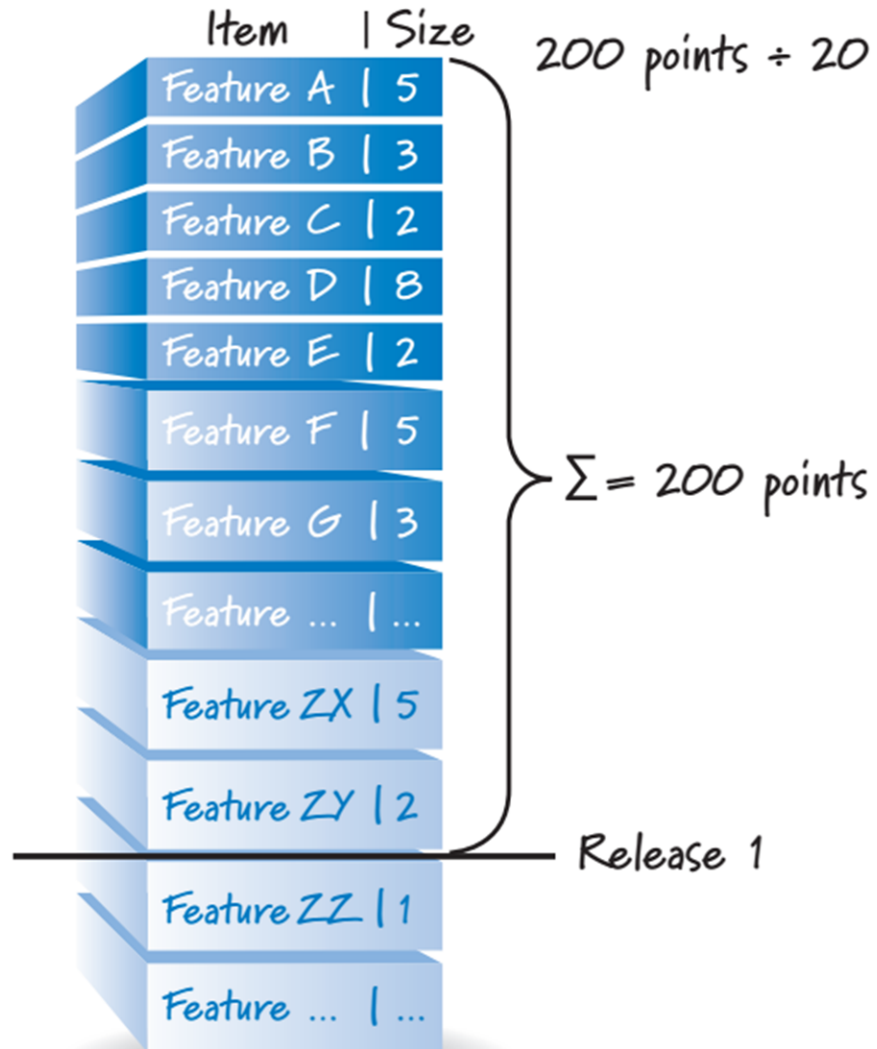 Item | Size
200 points ÷ 20
Feature A | 5
Feature B | 3
Feature C | 2
Feature D | 8
Feature E | 2
Feature F | 5
Σ = 200 points
Feature G | 3
Feature ... | ...
Feature ZX | 5
Feature ZY | 2
Release 1
Feature ZZ | 1
Feature ... | ...